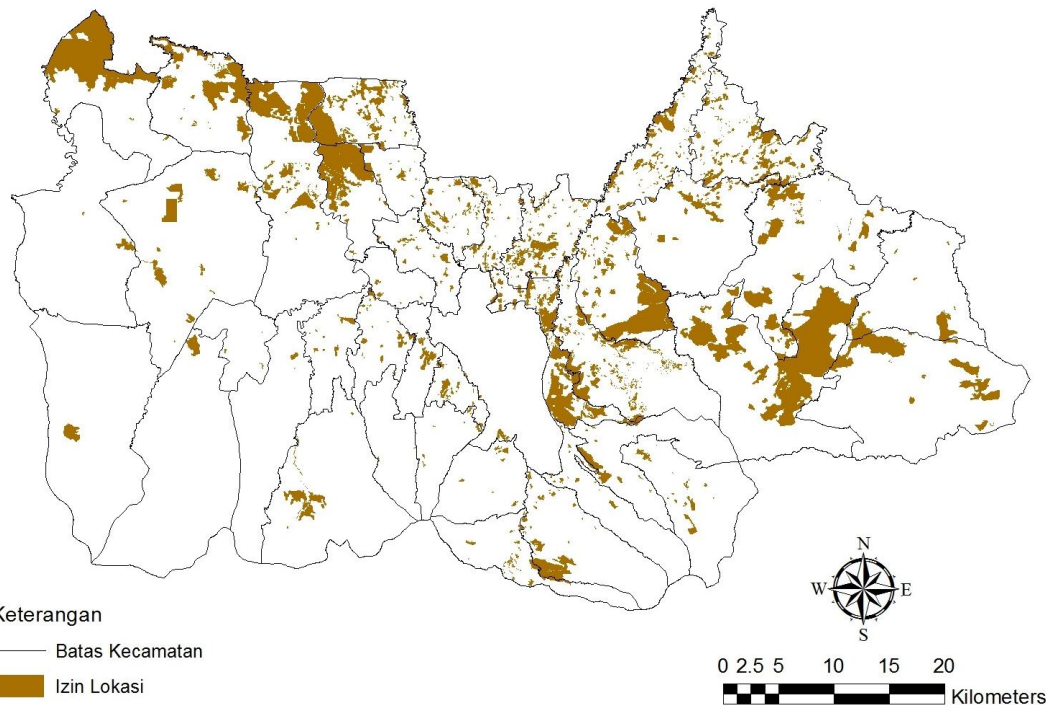 N
W E
S
Keterangan
Batas Kecamatan
Izin Lokasi
0 2.5 5 10 15 20
Kilometers